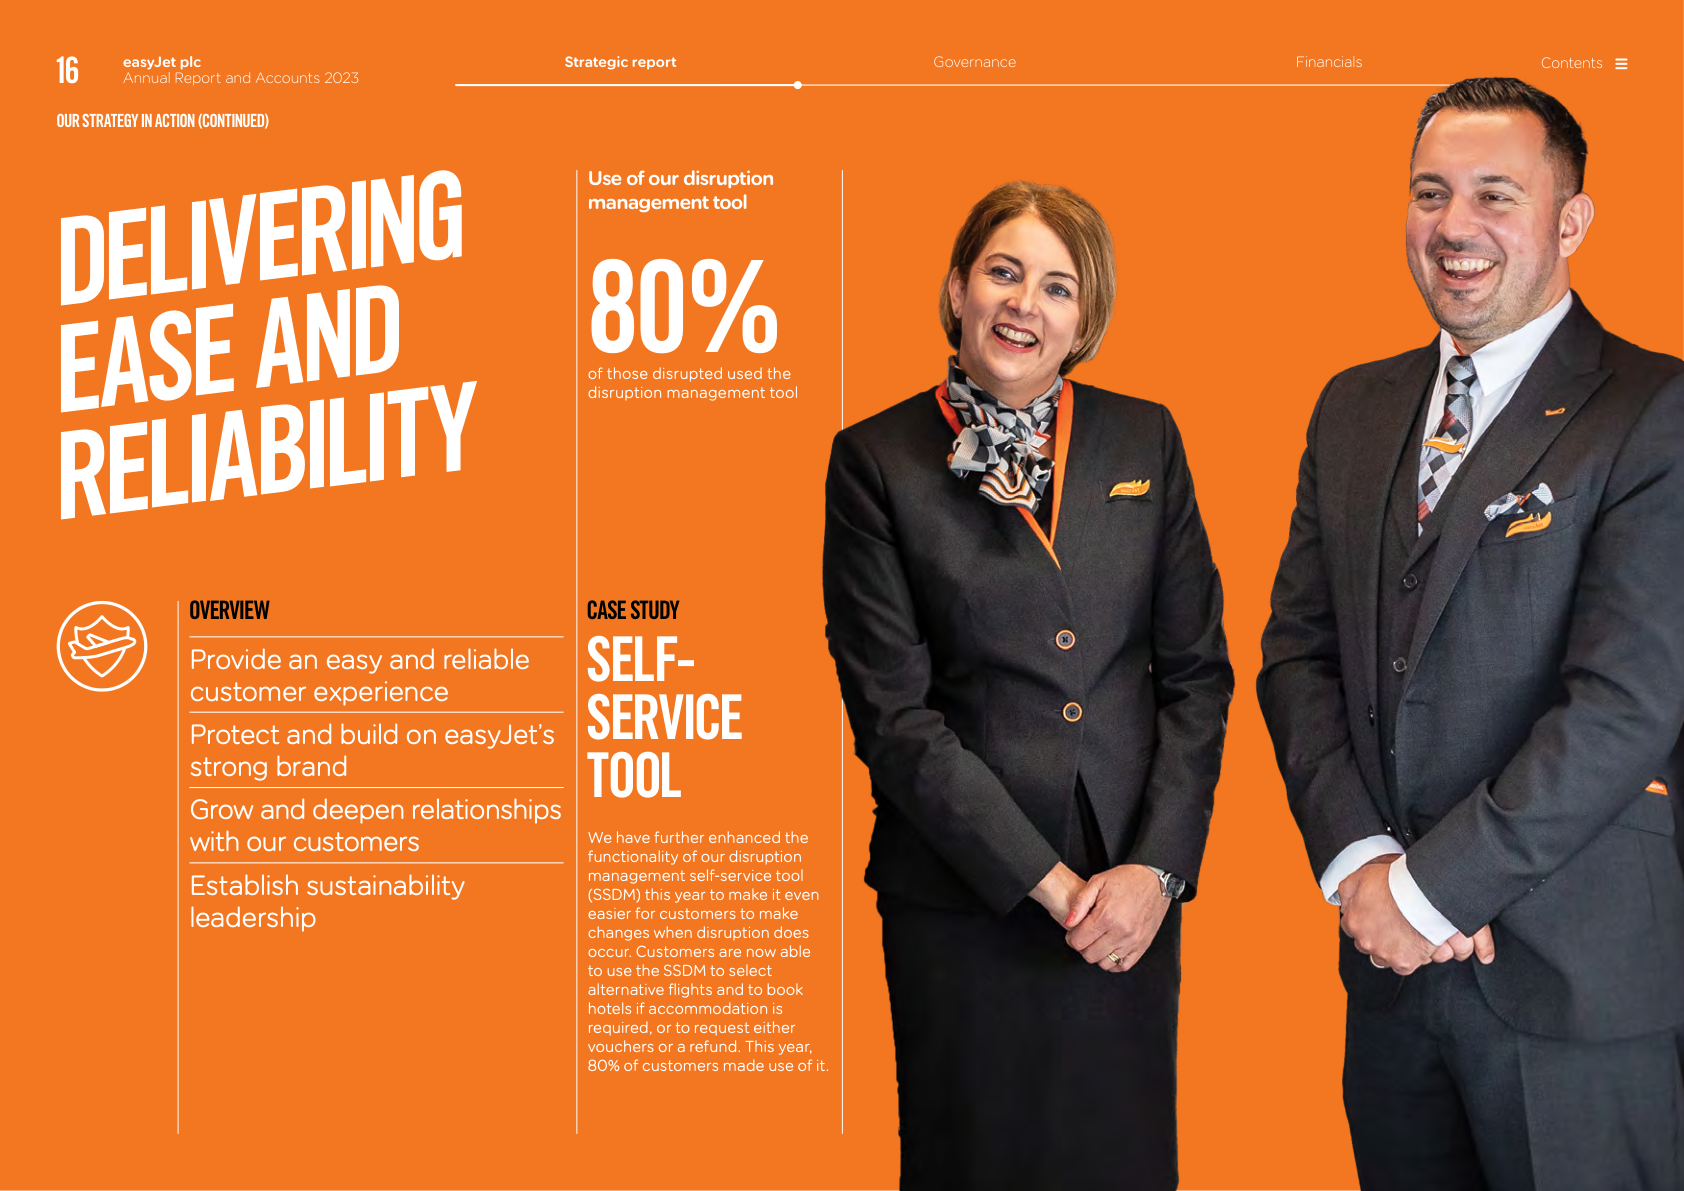 16
easyJet plc
Annual Report and Accounts 2023
Strategic report
Governance
Financials
Contents
OUR STRATEGY IN ACTION (CONTINUED)
DELIVERING
EASE AND
RELIABILITY
OVERVIEW
Provide an easy and reliable
customer experience
Protect and build on easyJet’s
strong brand
Grow and deepen relationships
with our customers
Establish sustainability
leadership
Use of our disruption
management tool
80%
of those disrupted used the
disruption management tool
CASE STUDY
SELF-
SERVICE
TOOL
We have further enhanced the
functionality of our disruption
management self-service tool
(SSDM) this year to make it even
easier for customers to make
changes when disruption does
occur. Customers are now able
to use the SSDM to select
alternative flights and to book
hotels if accommodation is
required, or to request either
vouchers or a refund. This year,
80% of customers made use of it.